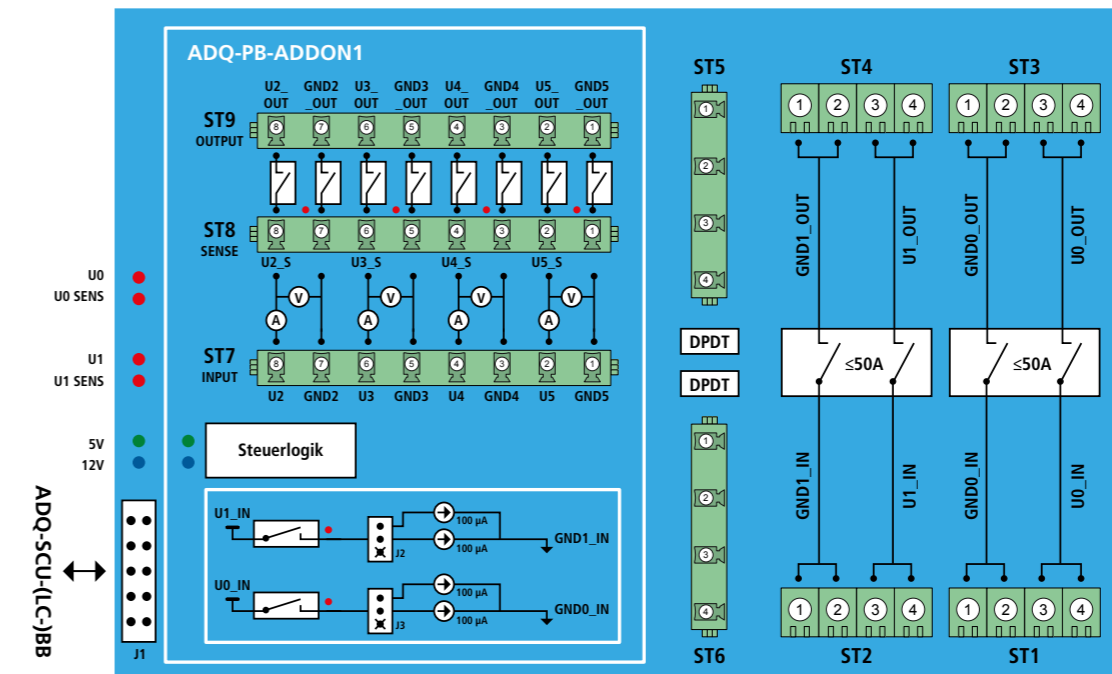 ADQ-PB-ADDON1
U2_ GND2 U3_ GND3 U4_ GND4 U5_ GND5
OUT _OUT OUT _OUT OUT _OUT OUT _OUT
ST9
OUTPUT
8 7 6 5 4 3 2 1
ST8
SENSE
8 7 6 5 4 3 2 1
U2_S U3_S U4_S U5_S
V V V V
A A A A
ST7
INPUT
8 7 6 5 4 3 2 1
U2 GND2 U3 GND3 U4 GND4 U5 GND5
U0
U0 SENS
U1
U1 SENS
5V
12V
Steuerlogik
U1_IN
J2
100 µA
100 µA
GND1_IN
U0_IN
J3
100 µA
100 µA
GND0_IN
ADQ-SCU-(LC-)BB
J1
ST5
1
2
3
4
DPDT
DPDT
1
2
3
4
ST6
ST4
1 2 3 4
GND1_OUT
U1_OUT
≤50A
GND1_IN
U1_IN
1 2 3 4
ST2
ST3
1 2 3 4
GND0_OUT
U0_OUT
≤50A
GND0_IN
U0_IN
1 2 3 4
ST1